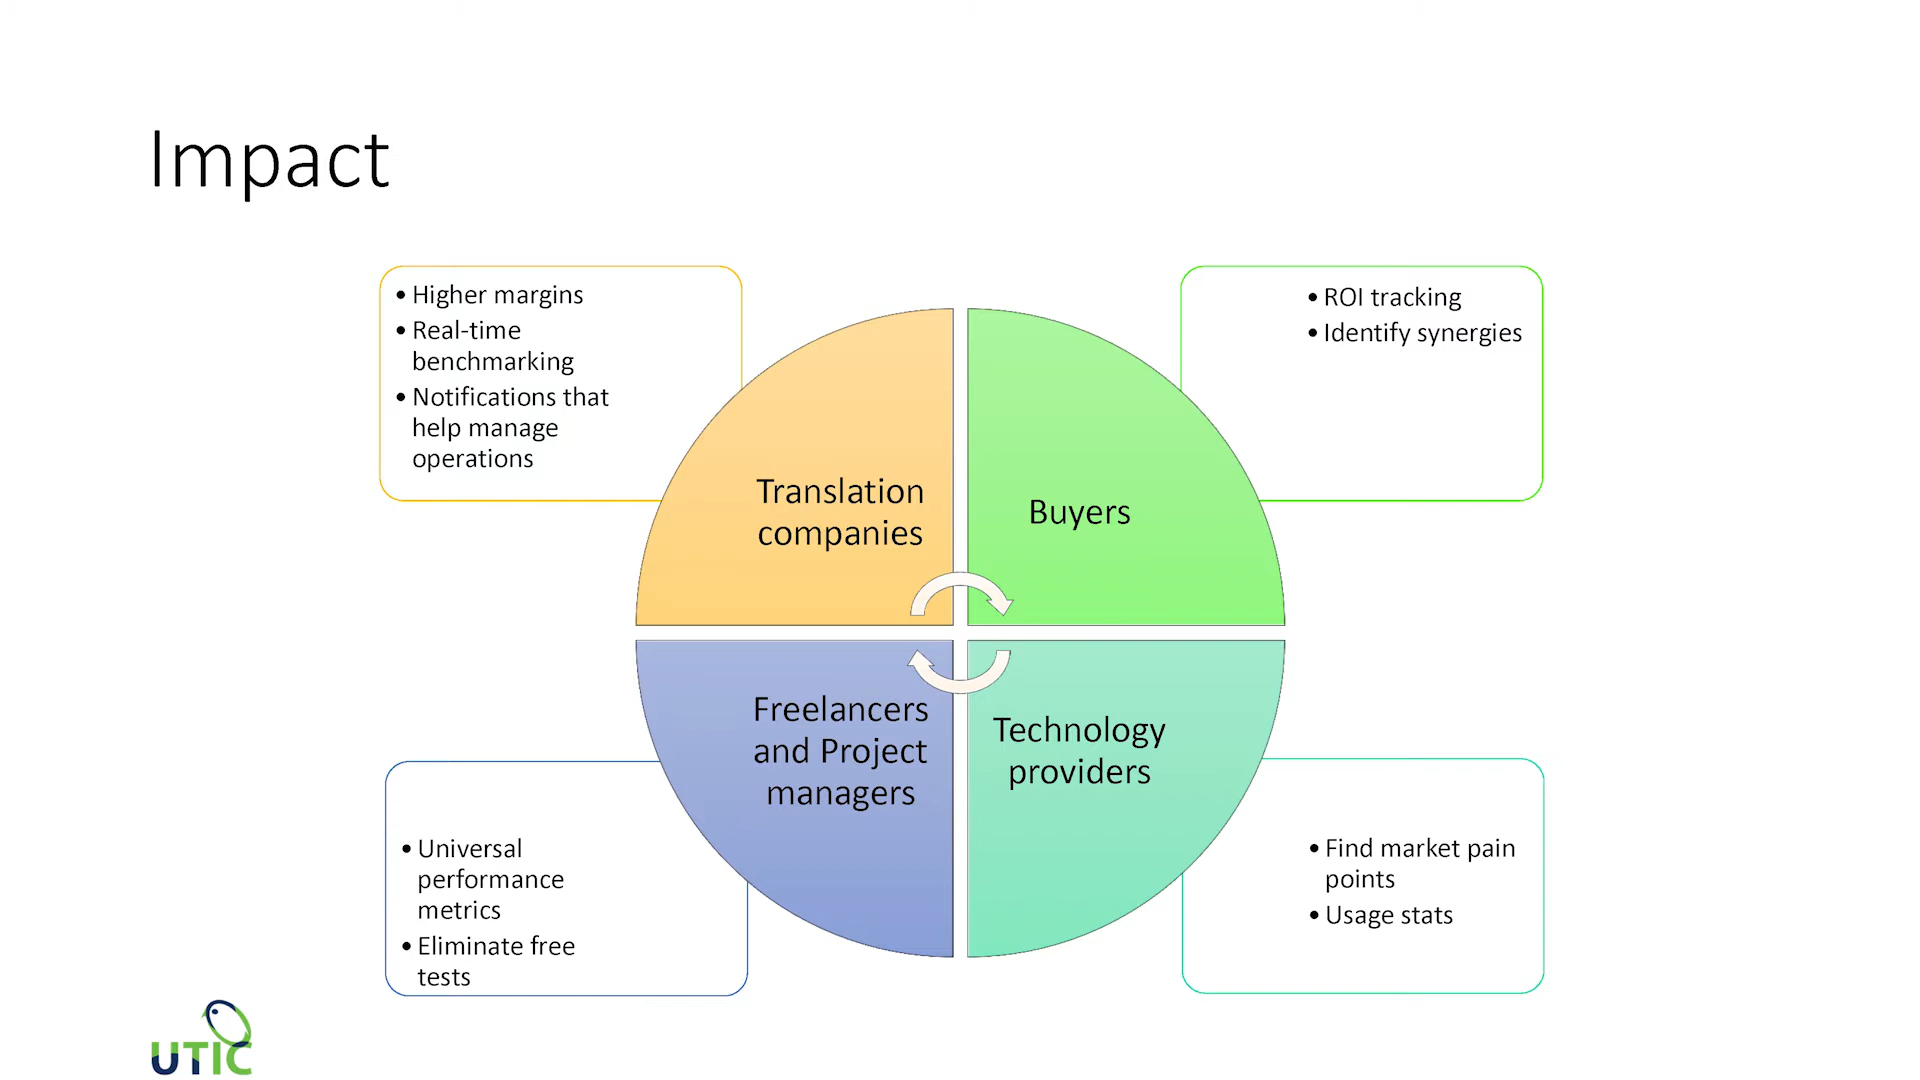 Impact
• Higher margins
• Real-time
benchmarking
• Notifications that
help manage
operations
• ROI tracking
• Identify synergies
Translation
companies
Buyers
Freelancers
and Project
managers
Technology
providers
• Universal
performance
metrics
• Eliminate free
tests
• Find market pain
points
• Usage stats
UTIC